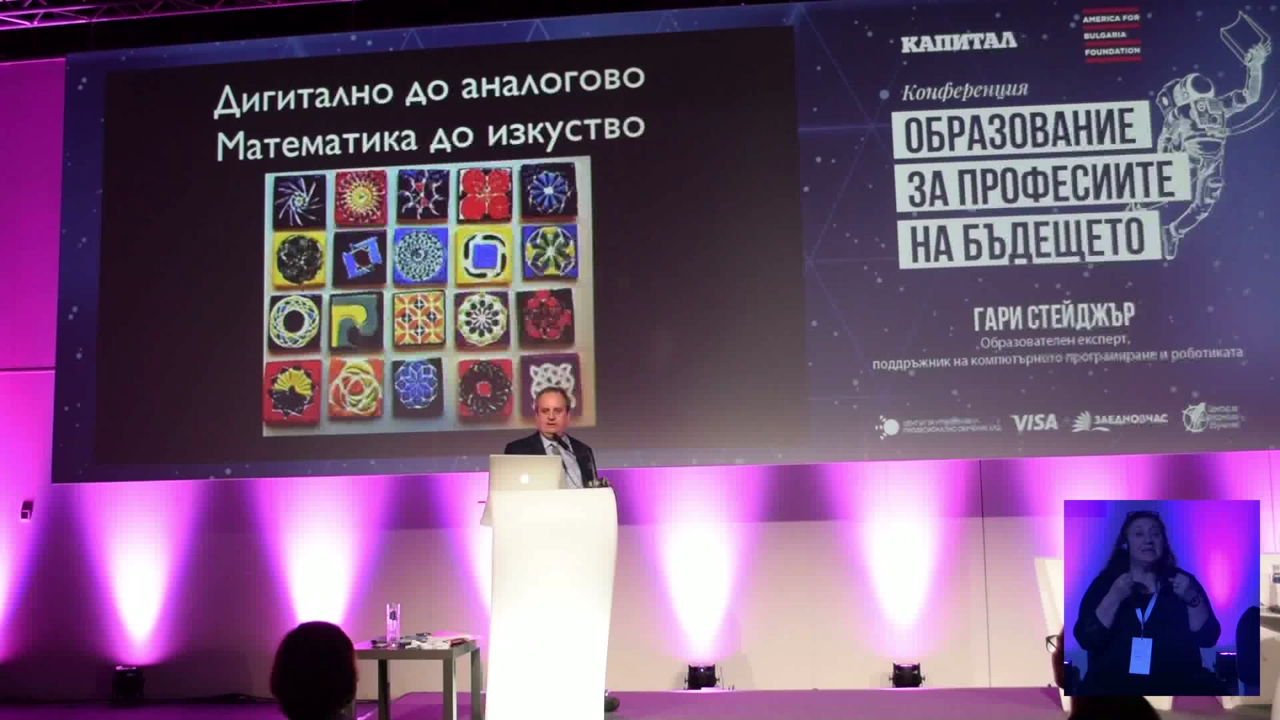 Дигитално до аналогово
Математика до изкуство
КАПИТАЛ
AMERICA FOR
BULGARIA
FOUNDATION
Конференция
ОБРАЗОВАНИЕ
ЗА ПРОФЕСИИТЕ
НА БЪДЕЩЕТО
ГАРИ СТЕЙДЖЪР
Образователен експерт,
поддръжник на компютърното програмиране и роботиката
VISA
ЗАЕДНОВЧАС